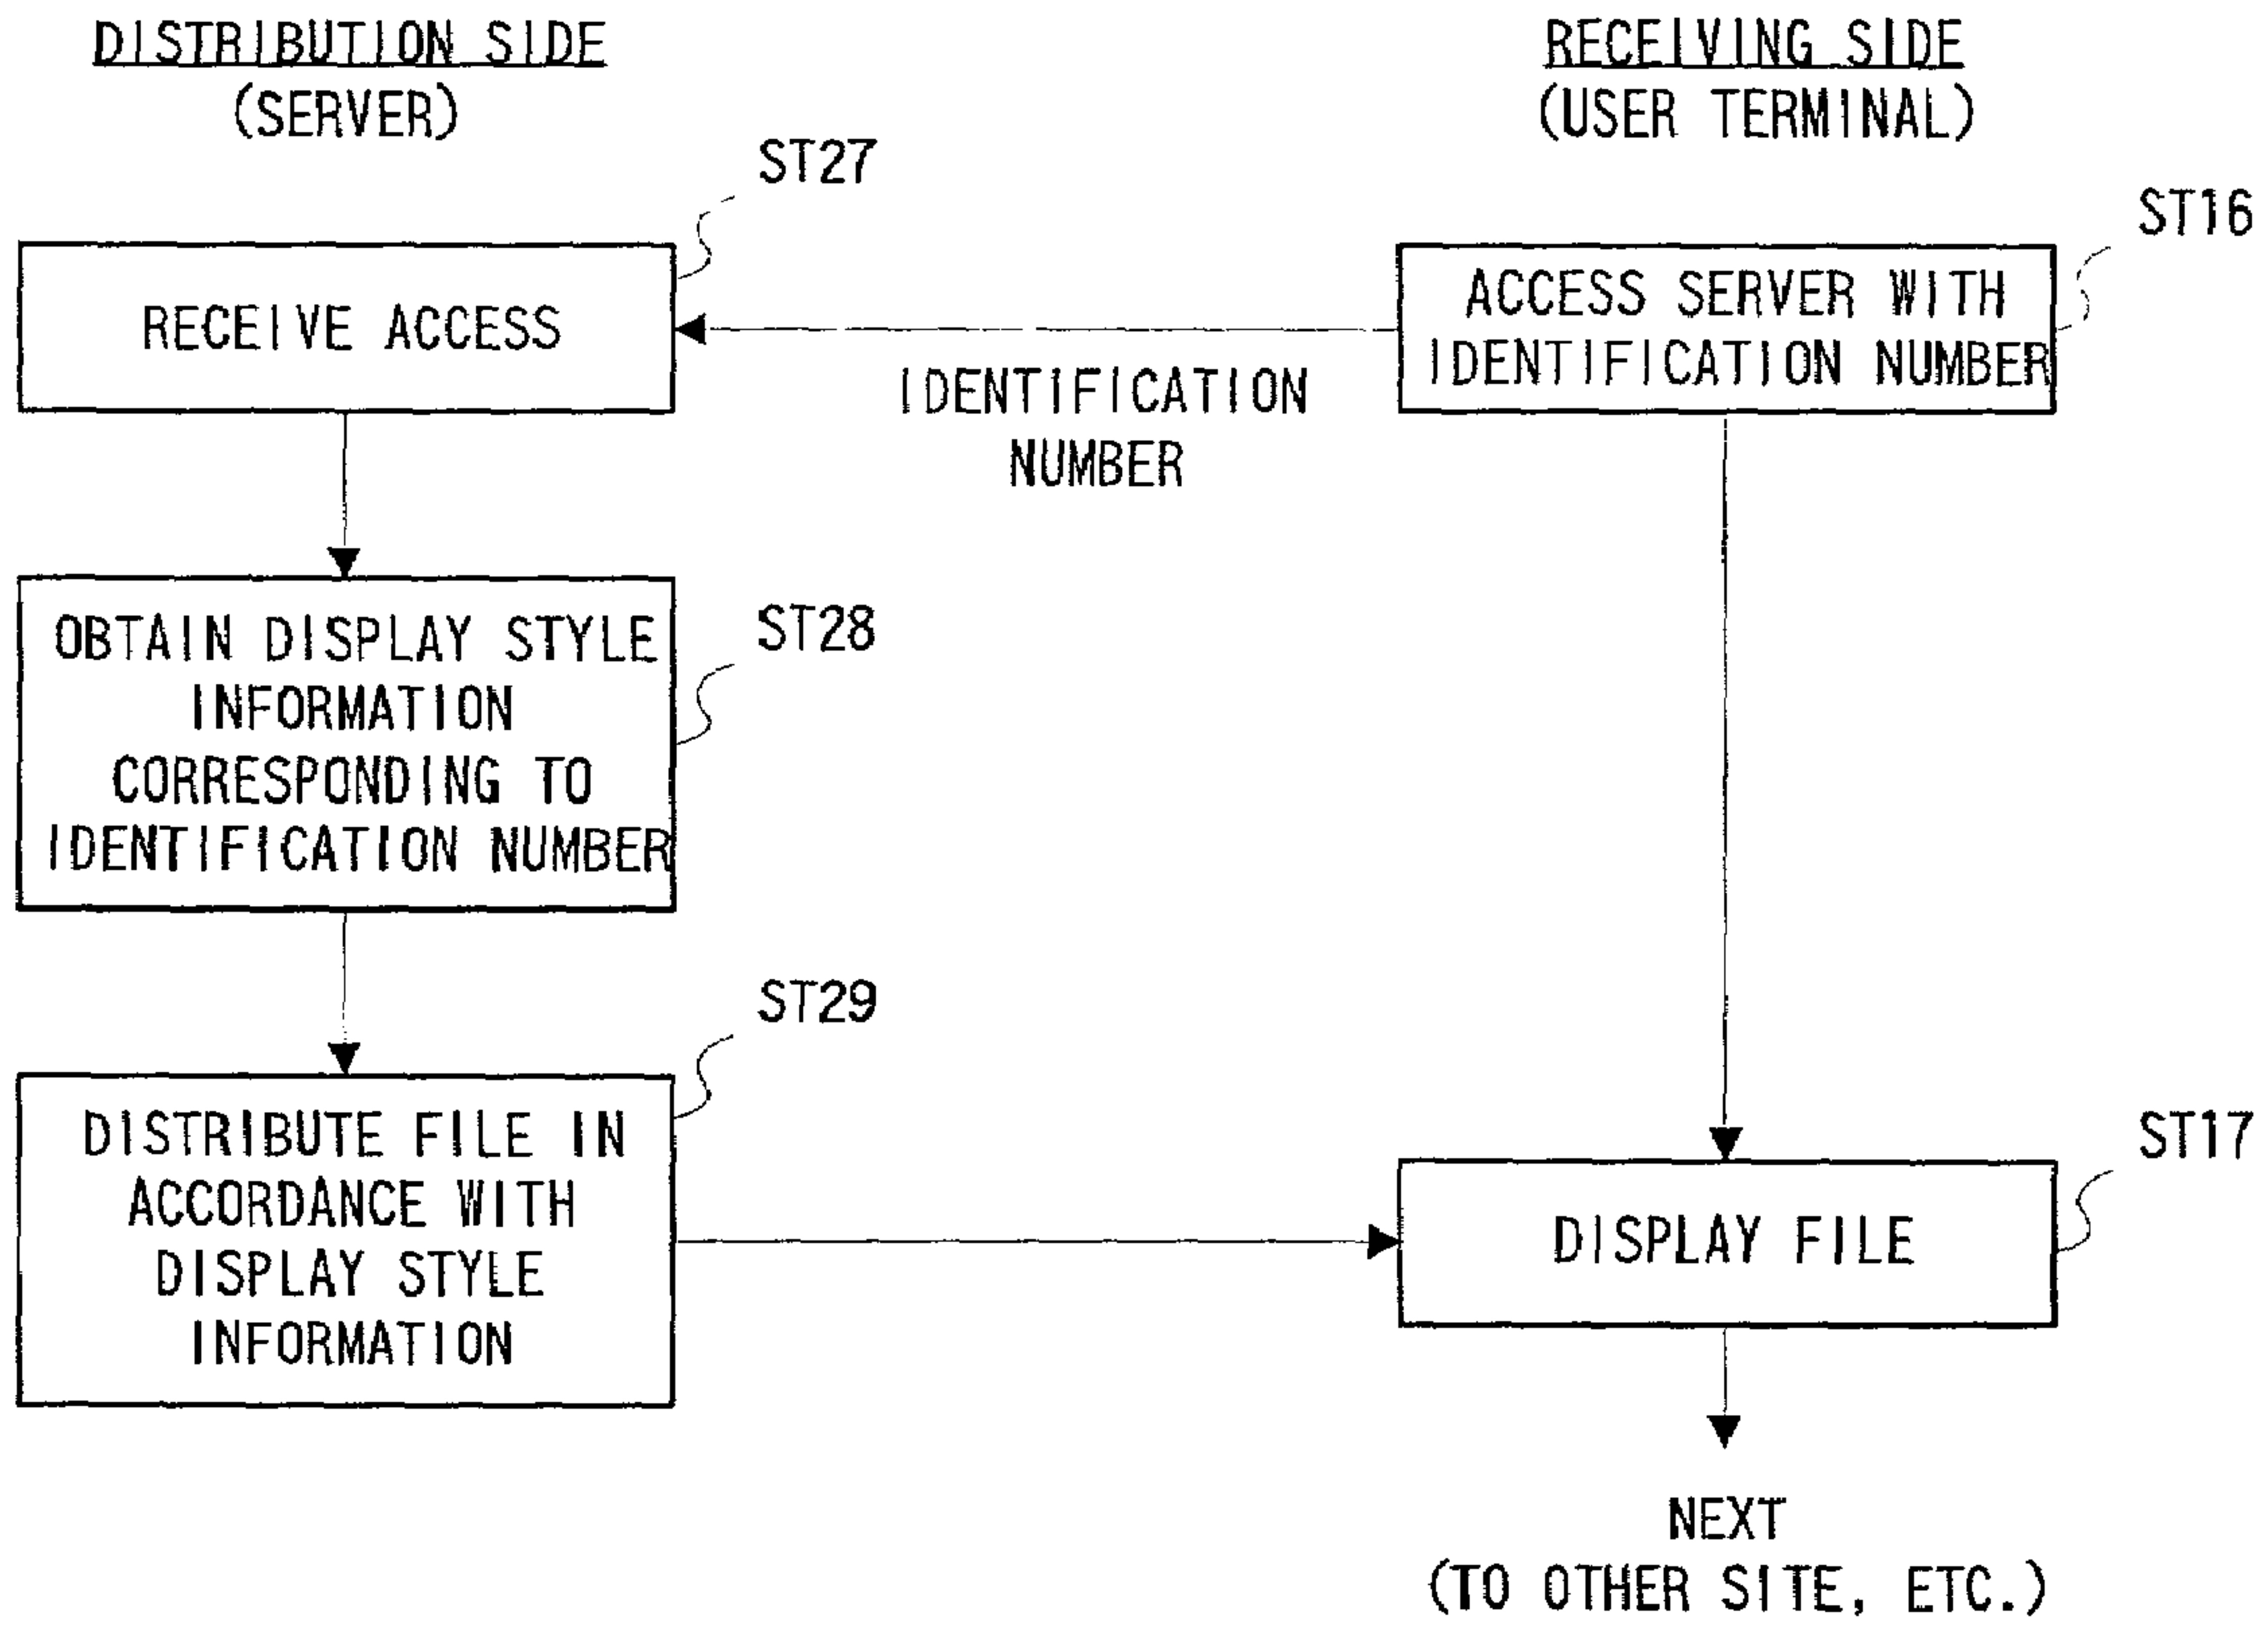 DISTRIBUTION SIDE
(SERVER)
RECEIVING SIDE
(USER TERMINAL)
ST27
ST16
RECEIVE ACCESS
ACCESS SERVER WITH
IDENTIFICATION NUMBER
IDENTIFICATION
NUMBER
ST28
OBTAIN DISPLAY STYLE
INFORMATION
CORRESPONDING TO
IDENTIFICATION NUMBER
ST29
DISTRIBUTE FILE IN
ACCORDANCE WITH
DISPLAY STYLE
INFORMATION
ST17
DISPLAY FILE
NEXT
(TO OTHER SITE, ETC.)